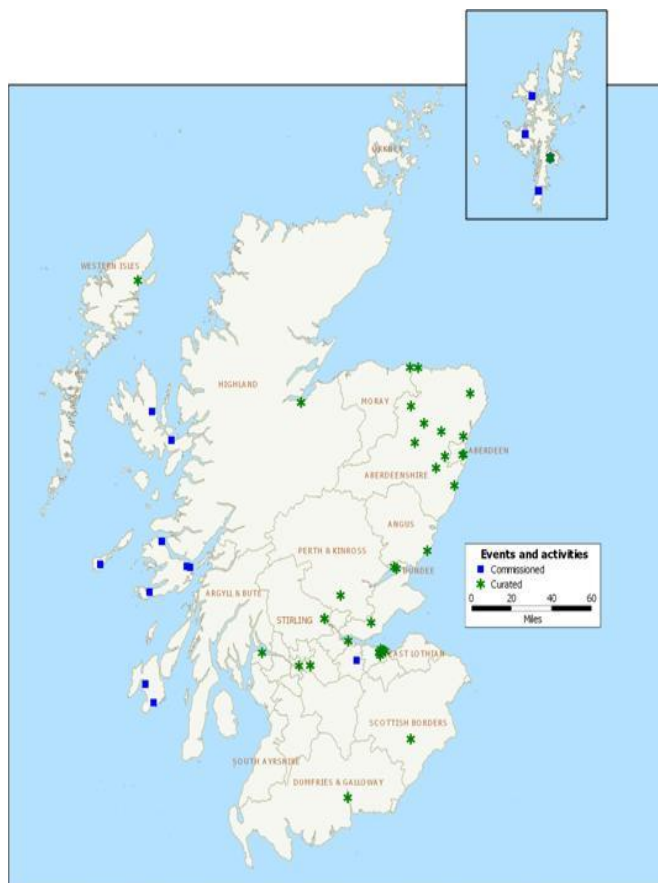 ORKNEY
WESTERN ISLES
HIGHLAND
MORAY
ABERDEEN
ABERDEENSHIRE
ANGUS
PERTH & KINROSS
DUNDEE
ARGYLL & BUTE
STIRLING
EAST LOTHIAN
SCOTTISH BORDERS
SOUTH AYRSHIRE
DUMFRIES & GALLOWAY
Events and activities
Commissioned
Curated
0 20 40 60
Miles